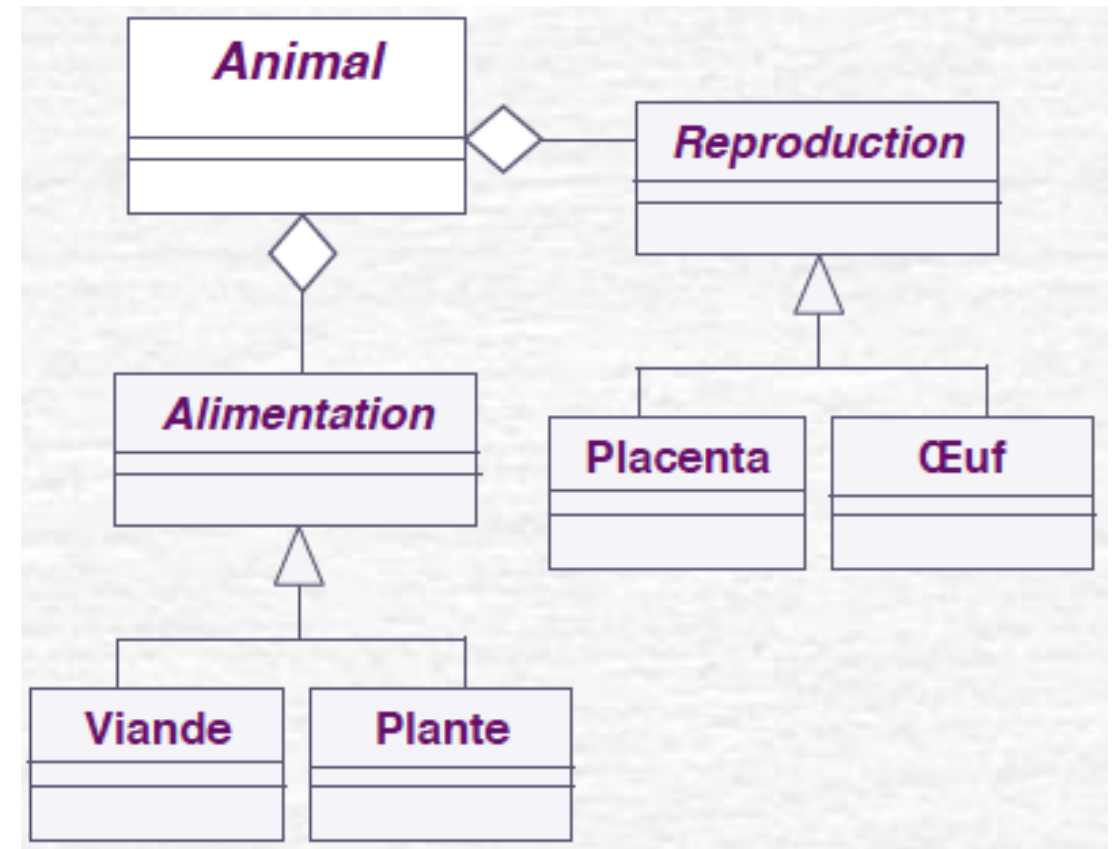 Animal
Reproduction
Alimentation
Placenta
Œuf
Viande
Plante